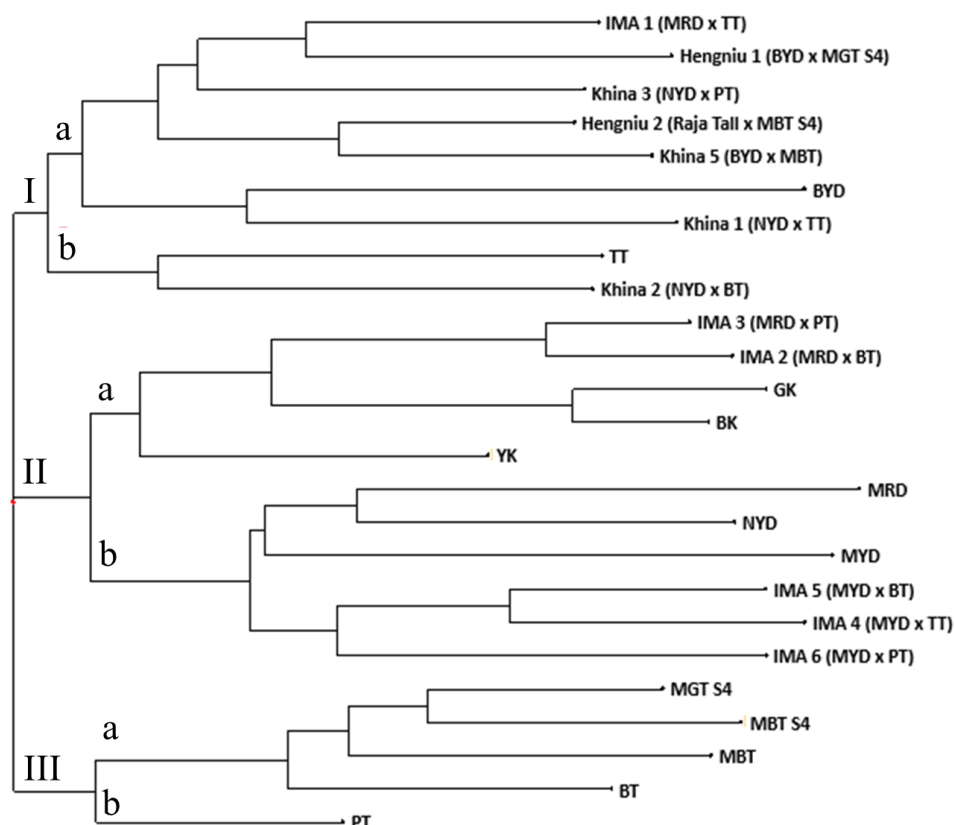 IMA 1 (MRD x TT)
Hengniu 1 (BYD x MGT S4)
Khina 3 (NYD x PT)
Hengniu 2 (Raja Tall x MBT S4)
a
Khina 5 (BYD x MBT)
I
BYD
Khina 1 (NYD x TT)
b
TT
Khina 2 (NYD x BT)
IMA 3 (MRD x PT)
IMA 2 (MRD x BT)
a
GK
BK
YK
II
MRD
NYD
b
MYD
IMA 5 (MYD x BT)
IMA 4 (MYD x TT)
IMA 6 (MYD x PT)
MGT S4
MBT S4
a
MBT
III
BT
b
PT